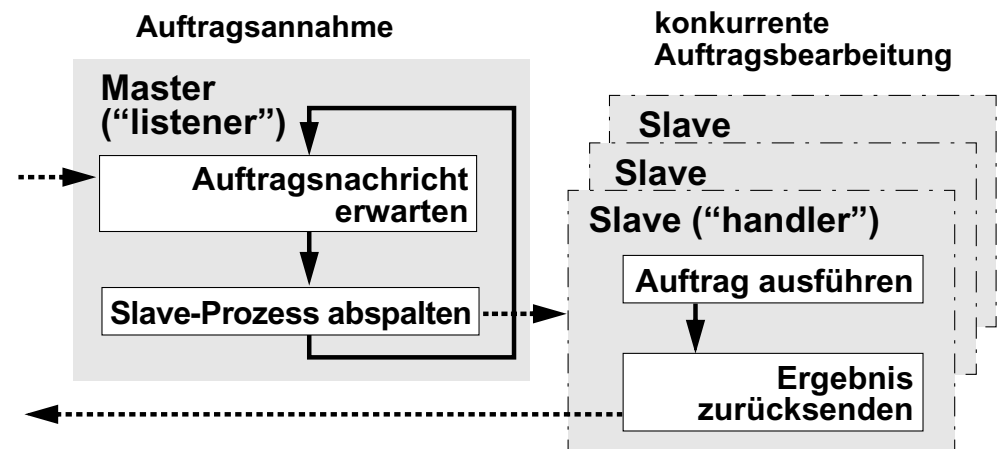 Auftragsannahme
konkurrente
Auftragsbearbeitung
Master
(“listener”)
Auftragsnachricht
erwarten
Slave-Prozess abspalten
Slave
Slave
Slave (“handler”)
Auftrag ausführen
Ergebnis
zurücksenden